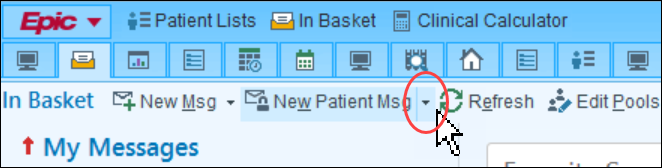 Epic Patient Lists In Basket Clinical Calculator
In Basket New Msg New Patient Msg Refresh Edit Pools
My Messages